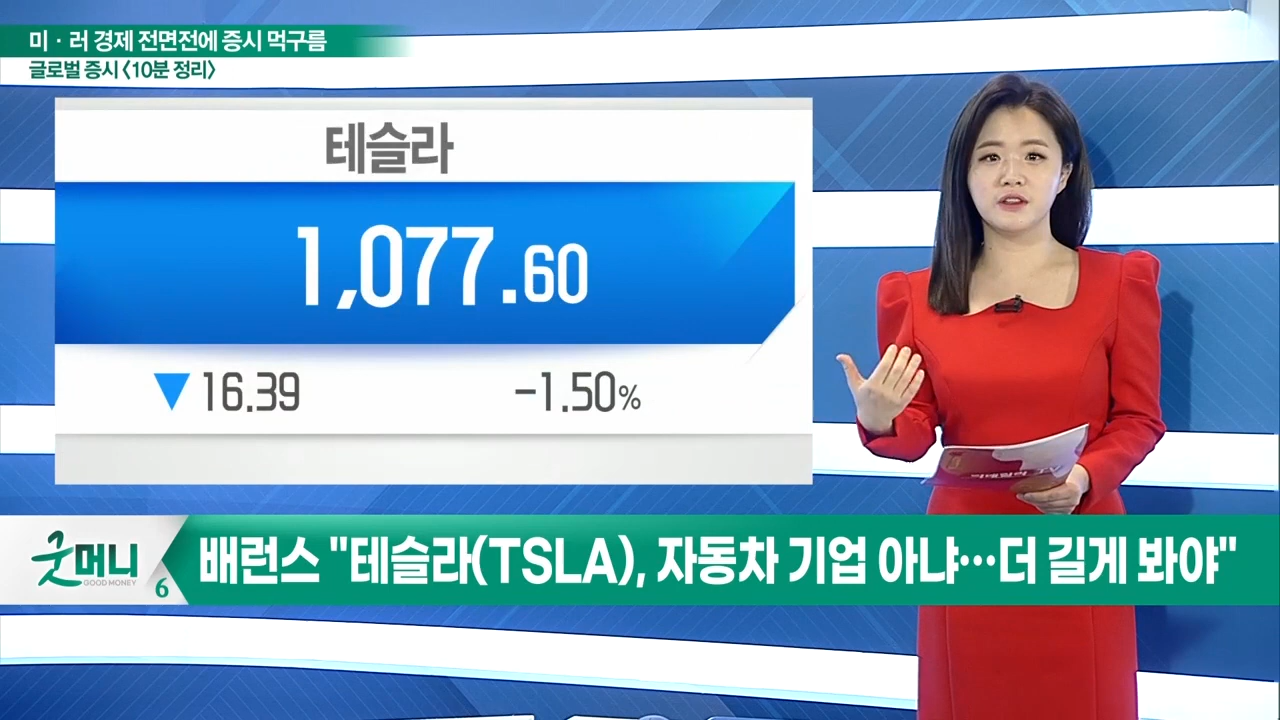 미·러 경제 전면전에 증시 먹구름
글로벌 증시 <10분 정리>
테슬라
1,077.60
▼ 16.39 -1.50%
굿머니
GOOD MONEY
6
배런스 "테슬라(TSLA), 자동차 기업 아냐…더 길게 봐야"